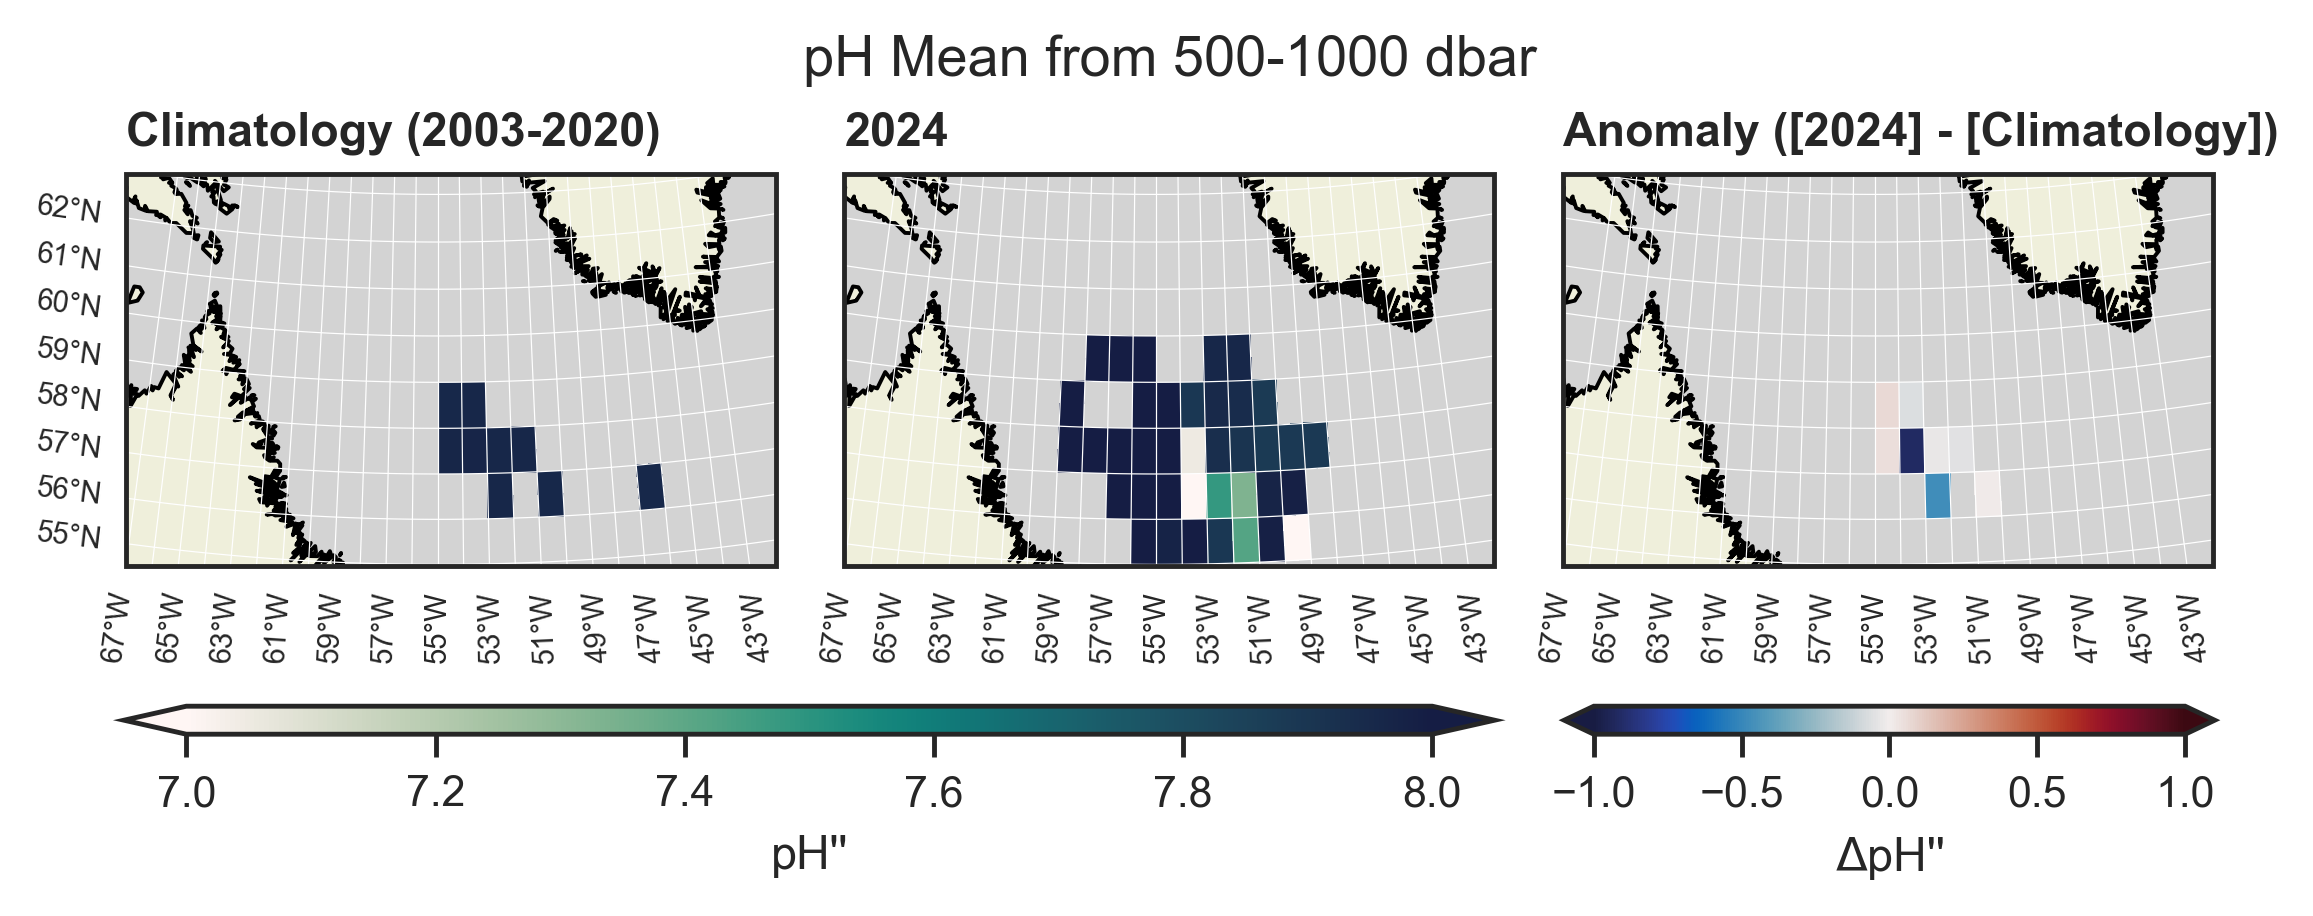 pH Mean from 500-1000 dbar
Climatology (2003-2020)
2024
Anomaly ([2024] - [Climatology])
62°N
61°N
60°N
59°N
58°N
57°N
56°N
55°N
67°W 65°W 63°W 61°W 59°W 57°W 55°W 53°W 51°W 49°W 47°W 45°W 43°W
67°W 65°W 63°W 61°W 59°W 57°W 55°W 53°W 51°W 49°W 47°W 45°W 43°W
67°W 65°W 63°W 61°W 59°W 57°W 55°W 53°W 51°W 49°W 47°W 45°W 43°W
7.0 7.2 7.4 7.6 7.8 8.0
pH"
−1.0 −0.5 0.0 0.5 1.0
ΔpH"